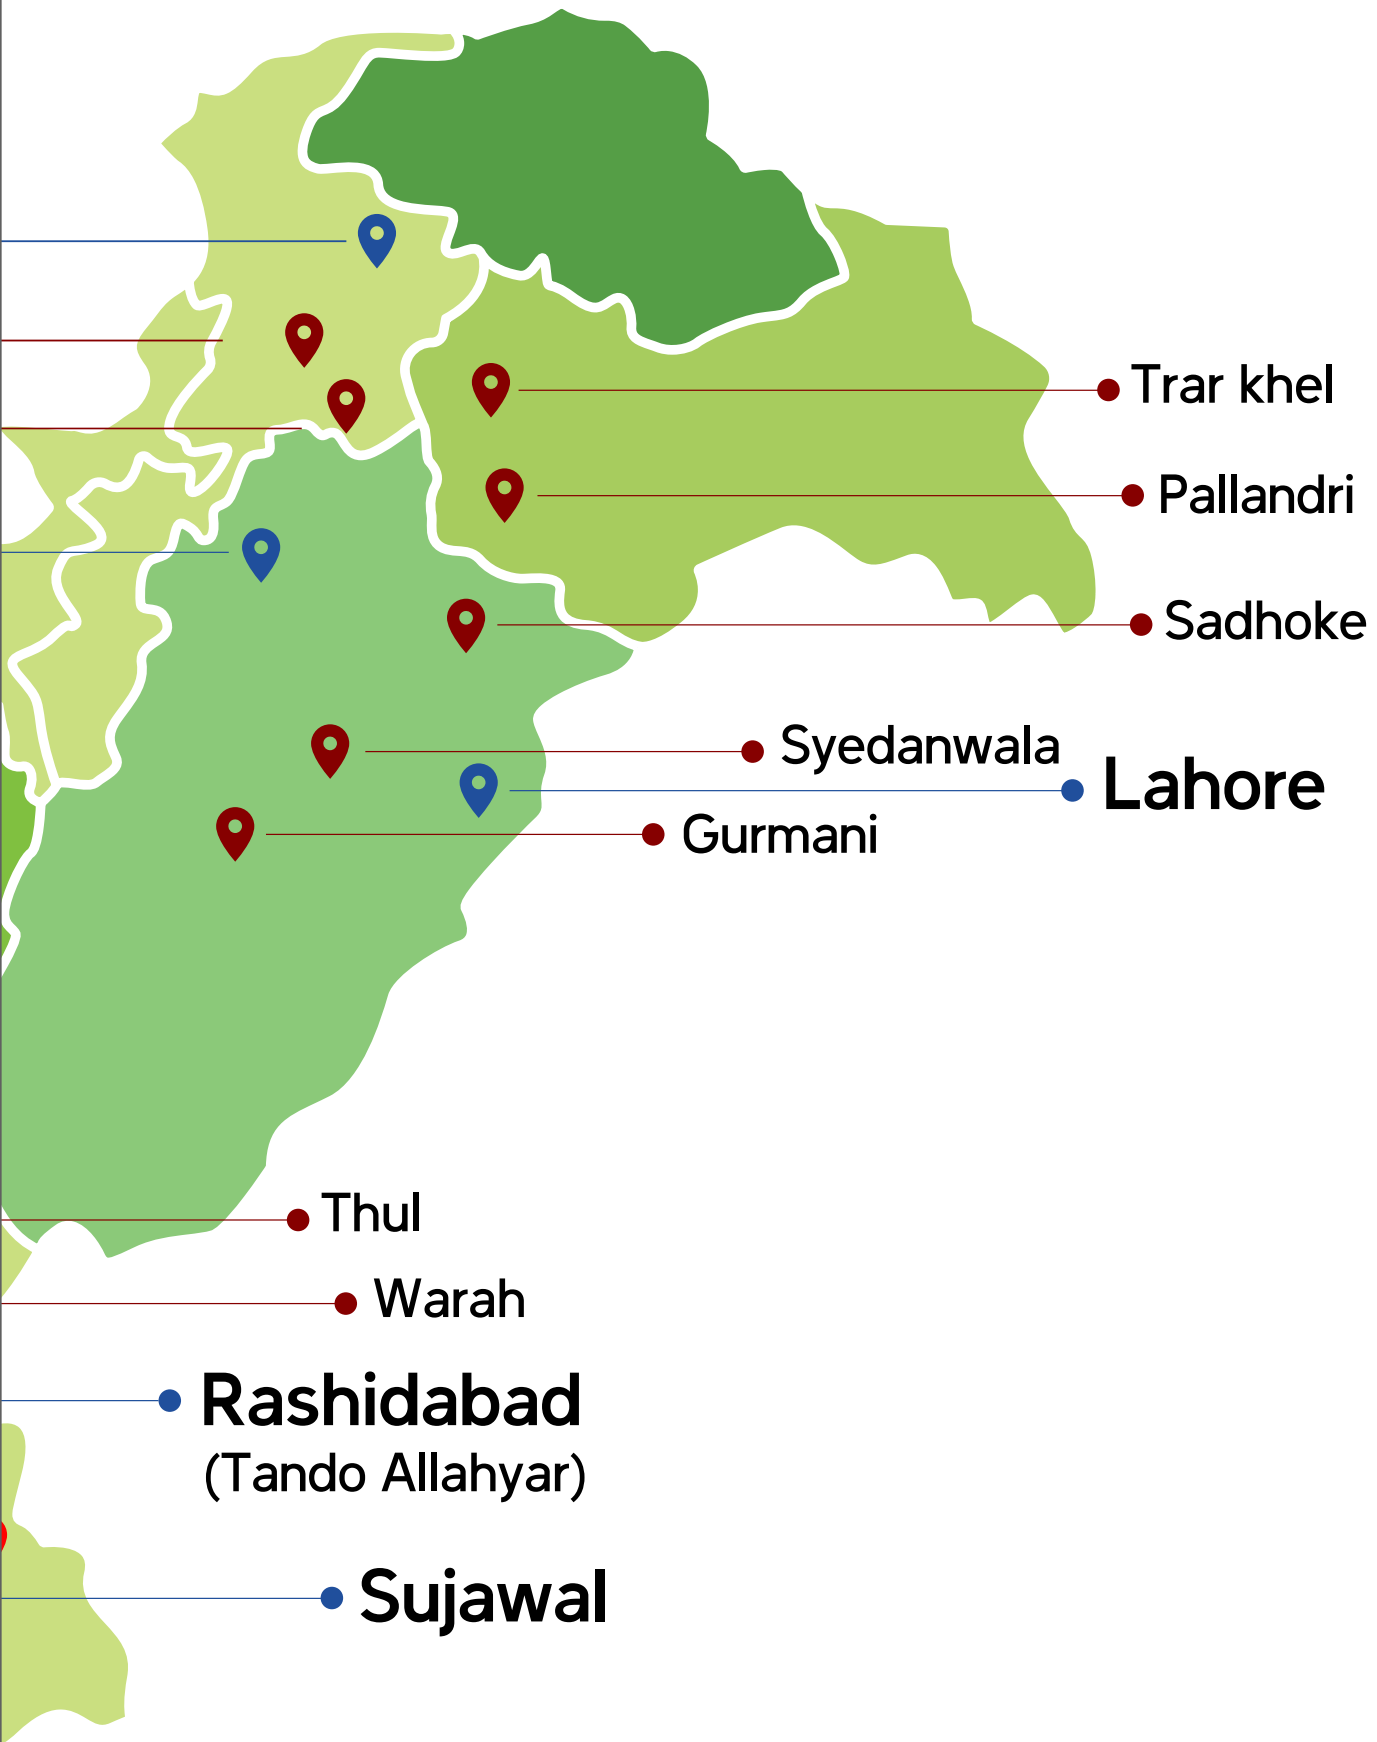 Trar khel
Pallandri
Sadhoke
Syedanwala
Lahore
Gurmani
Thul
Warah
Rashidabad
(Tando Allahyar)
Sujawal